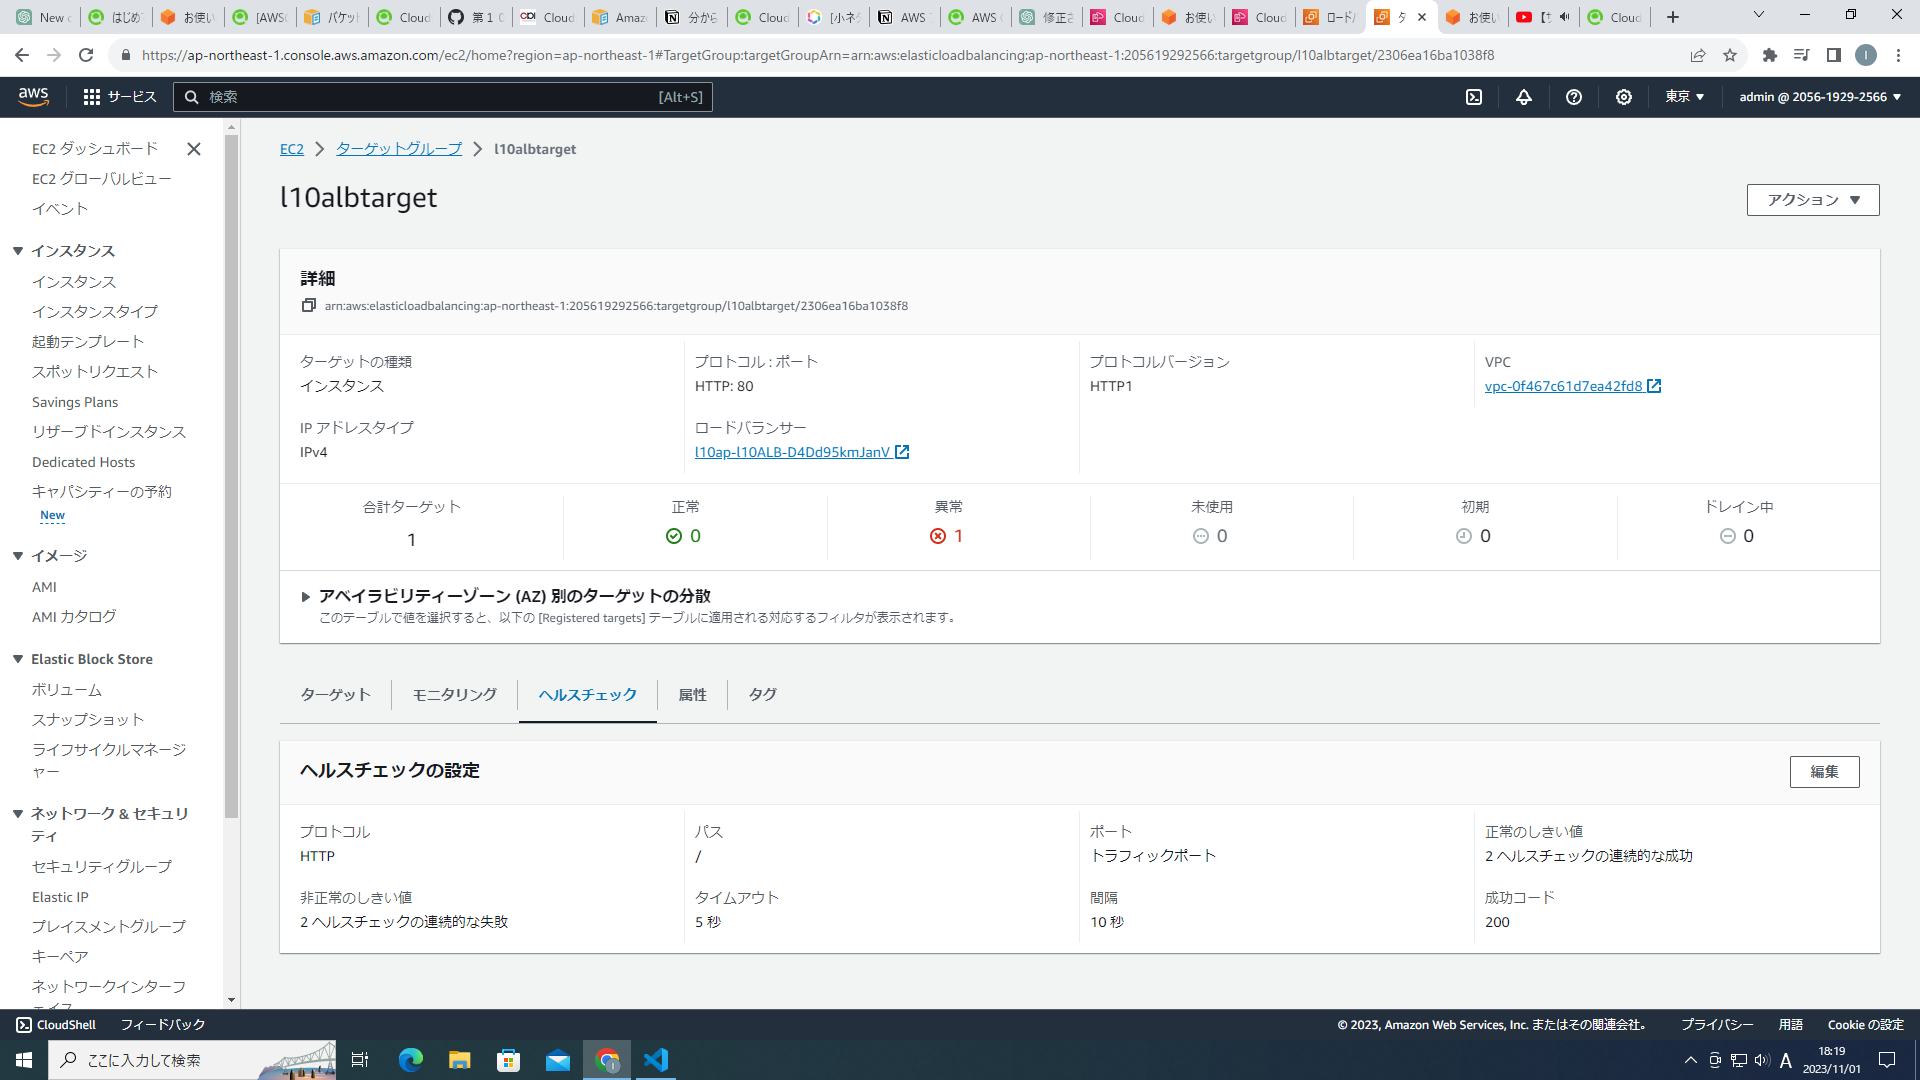 New c
はじめ
お使い
[AWS
パケッ
Cloud
第１０
Cloud
Amaz
分から
Cloud
[小ネタ
AWS
AWS C
修正さ
Cloud
お使い
Cloud
ロードバ
タ
お使い
Cloud
https://ap-northeast-1.console.aws.amazon.com/ec2/home?region=ap-northeast-1#TargetGroup:targetGroupArn=arn:aws:elasticloadbalancing:ap-northeast-1:205619292566:targetgroup/l10albtarget/2306ea16ba1038f8
I
aws
サービス
検索
[Alt+S]
東京
admin @ 2056-1929-2566
EC2 ダッシュボード
EC2 グローバルビュー
イベント
インスタンス
インスタンス
インスタンスタイプ
起動テンプレート
スポットリクエスト
Savings Plans
リザーブドインスタンス
Dedicated Hosts
キャパシティーの予約
New
イメージ
AMI
AMI カタログ
Elastic Block Store
ボリューム
スナップショット
ライフサイクルマネージ
ャー
ネットワーク & セキュリ
ティ
セキュリティグループ
Elastic IP
プレイスメントグループ
キーペア
ネットワークインターフ
ェイス
EC2
ターゲットグループ
l10albtarget
l10albtarget
アクション
詳細
arn:aws:elasticloadbalancing:ap-northeast-1:205619292566:targetgroup/l10albtarget/2306ea16ba1038f8
ターゲットの種類
インスタンス
プロトコル : ポート
HTTP: 80
プロトコルバージョン
HTTP1
VPC
vpc-0f467c61d7ea42fd8
IP アドレスタイプ
IPv4
ロードバランサー
l10ap-l10ALB-D4Dd95kmJanV
合計ターゲット
1
正常
0
異常
1
未使用
0
初期
0
ドレイン中
0
アベイラビリティーゾーン (AZ) 別のターゲットの分散
このテーブルで値を選択すると、以下の [Registered targets] テーブルに適用される対応するフィルタが表示されます。
ターゲット
モニタリング
ヘルスチェック
属性
タグ
ヘルスチェックの設定
編集
プロトコル
HTTP
パス
/
ポート
トラフィックポート
正常のしきい値
2 ヘルスチェックの連続的な成功
非正常のしきい値
2 ヘルスチェックの連続的な失敗
タイムアウト
5 秒
間隔
10 秒
成功コード
200
CloudShell
フィードバック
© 2023, Amazon Web Services, Inc. またはその関連会社。
プライバシー
用語
Cookie の設定
ここに入力して検索
A
18:19
2023/11/01